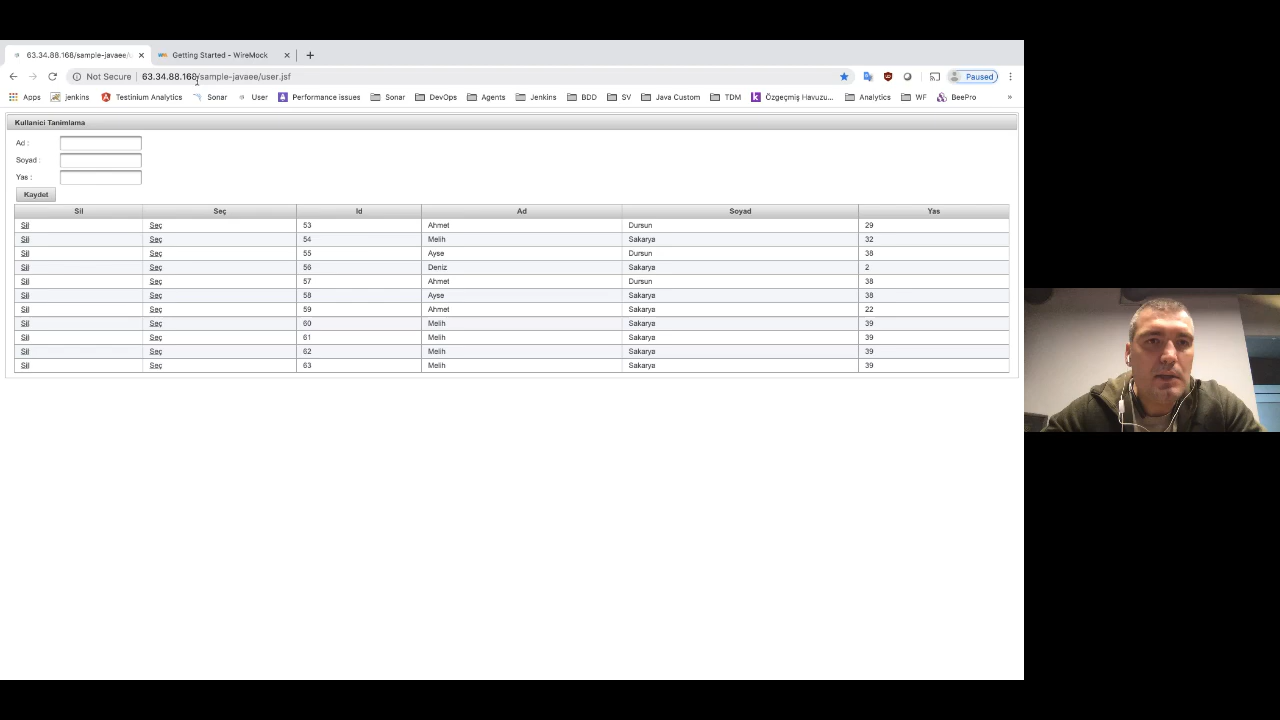 63.34.88.168/sample-javaee/u
Getting Started - WireMock
Not Secure 63.34.88.168/sample-javaee/user.jsf Paused
Apps jenkins Testinium Analytics Sonar User Performance issues Sonar DevOps Agents Jenkins BDD SV Java Custom TDM Özgeçmiş Havuzu... Analytics WF BeePro »
Kullanici Tanimlama
Ad :
Soyad :
Yas :
Kaydet
Sil Seç Id Ad Soyad Yas
Sil Seç 53 Ahmet Dursun 29
Sil Seç 54 Melih Sakarya 32
Sil Seç 55 Ayse Dursun 38
Sil Seç 56 Deniz Sakarya 2
Sil Seç 57 Ahmet Dursun 38
Sil Seç 58 Ayse Sakarya 38
Sil Seç 59 Ahmet Sakarya 22
Sil Seç 60 Melih Sakarya 39
Sil Seç 61 Melih Sakarya 39
Sil Seç 62 Melih Sakarya 39
Sil Seç 63 Melih Sakarya 39